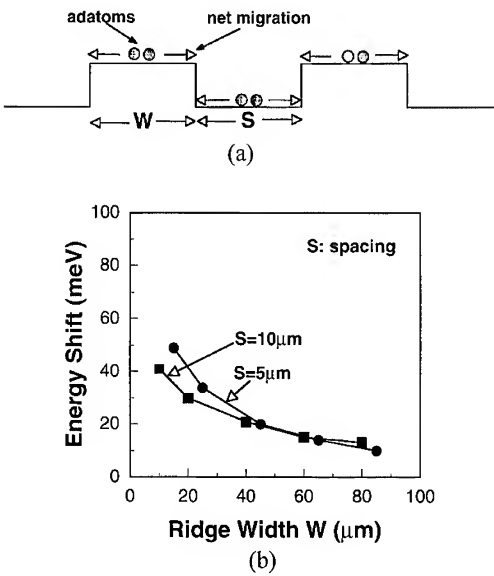 adatoms
net migration
W
S
(a)
100
80
60
40
20
0
Energy Shift (meV)
S: spacing
S=10μm
S=5μm
0 20 40 60 80 100
Ridge Width W (μm)
(b)